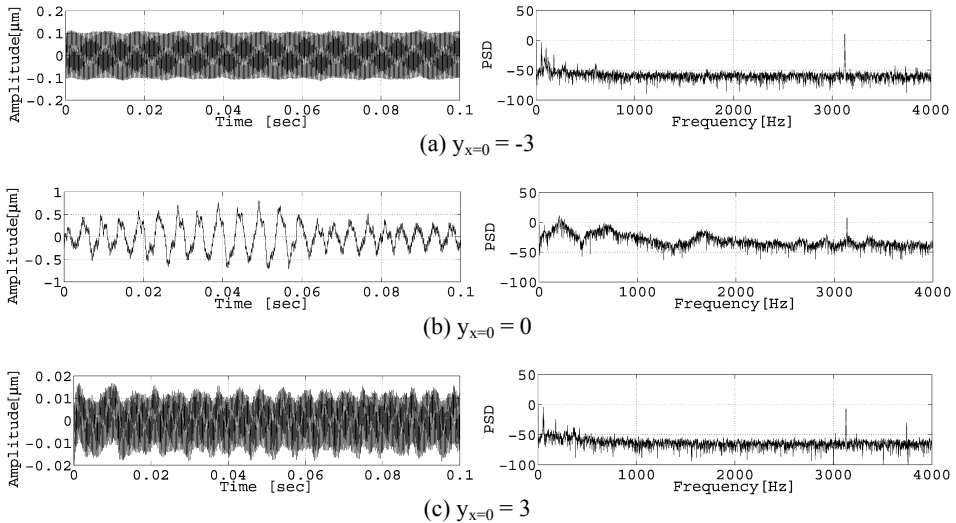 Amplitude[μm]
0.2
0.1
0
-0.1
-0.2
0 0.02 0.04 0.06 0.08 0.1
Time [sec]
PSD
50
0
-50
-100
0 1000 2000 3000 4000
Frequency[Hz]
(a) yx=0 = -3
Amplitude[μm]
1
0.5
0
-0.5
-1
0 0.02 0.04 0.06 0.08 0.1
Time [sec]
PSD
50
0
-50
-100
0 1000 2000 3000 4000
Frequency[Hz]
(b) yx=0 = 0
Amplitude[μm]
0.02
0.01
0
-0.01
-0.02
0 0.02 0.04 0.06 0.08 0.1
Time [sec]
PSD
50
0
-50
-100
0 1000 2000 3000 4000
Frequency[Hz]
(c) yx=0 = 3